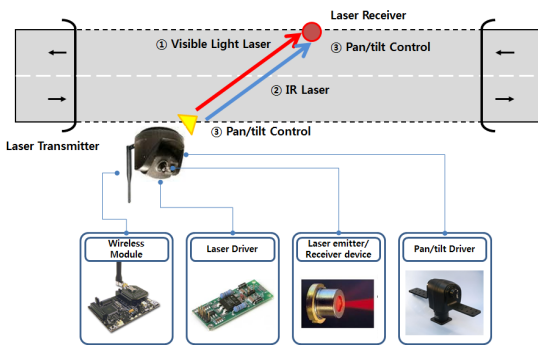 Laser Receiver
① Visible Light Laser
③ Pan/tilt Control
② IR Laser
③ Pan/tilt Control
Laser Transmitter
Wireless
Module
Laser Driver
Laser emitter/
Receiver device
Pan/tilt Driver